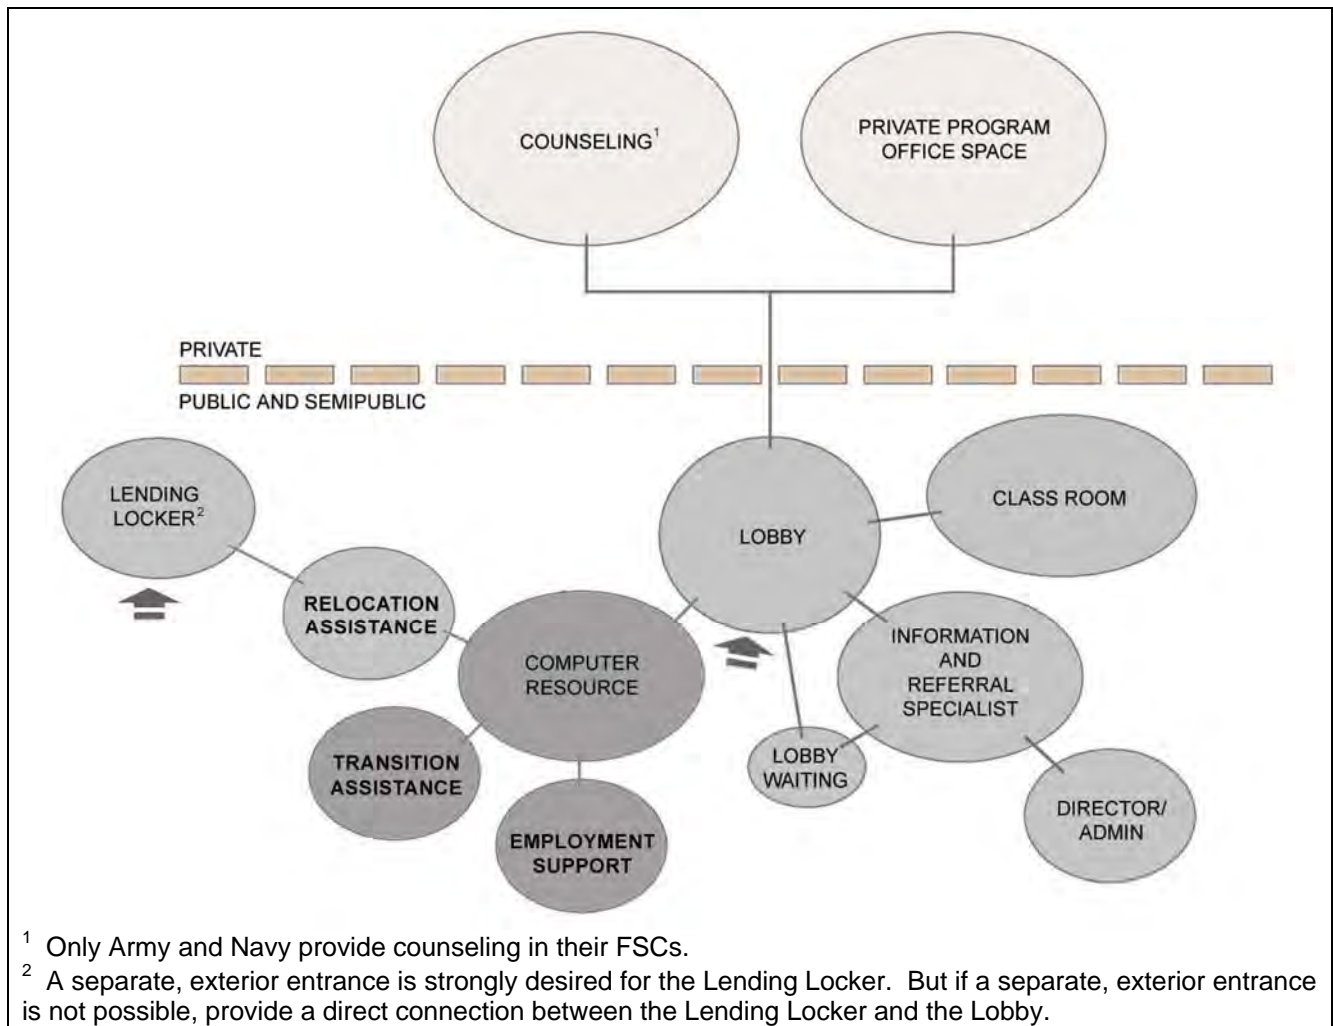 COUNSELING¹
PRIVATE PROGRAM
OFFICE SPACE
PRIVATE
PUBLIC AND SEMIPUBLIC
LENDING
LOCKER²
LOBBY
CLASS ROOM
RELOCATION
ASSISTANCE
COMPUTER
RESOURCE
INFORMATION
AND
REFERRAL
SPECIALIST
TRANSITION
ASSISTANCE
LOBBY
WAITING
EMPLOYMENT
SUPPORT
DIRECTOR/
ADMIN
¹ Only Army and Navy provide counseling in their FSCs.
² A separate, exterior entrance is strongly desired for the Lending Locker. But if a separate, exterior entrance
is not possible, provide a direct connection between the Lending Locker and the Lobby.